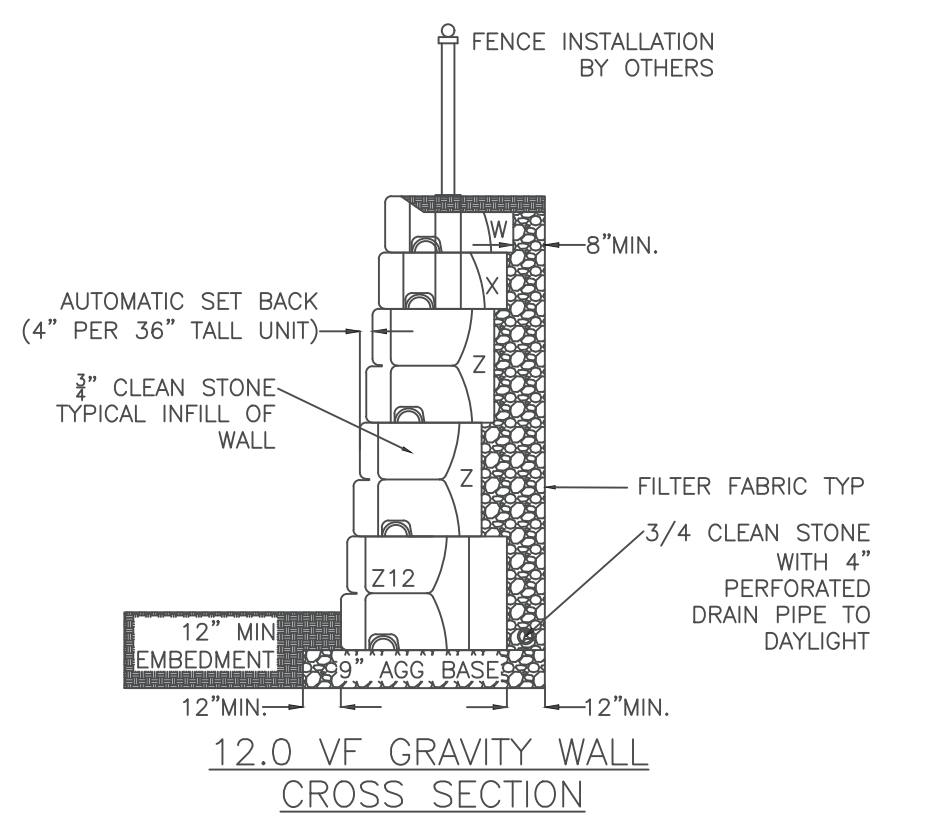 FENCE INSTALLATION
BY OTHERS
W
8"MIN.
X
AUTOMATIC SET BACK
(4" PER 36" TALL UNIT)
Z
3/4" CLEAN STONE
TYPICAL INFILL OF
WALL
Z
FILTER FABRIC TYP
3/4 CLEAN STONE
WITH 4"
PERFORATED
DRAIN PIPE TO
DAYLIGHT
Z12
12" MIN
EMBEDMENT
9" AGG BASE
12"MIN.
12"MIN.
12.0 VF GRAVITY WALL
CROSS SECTION